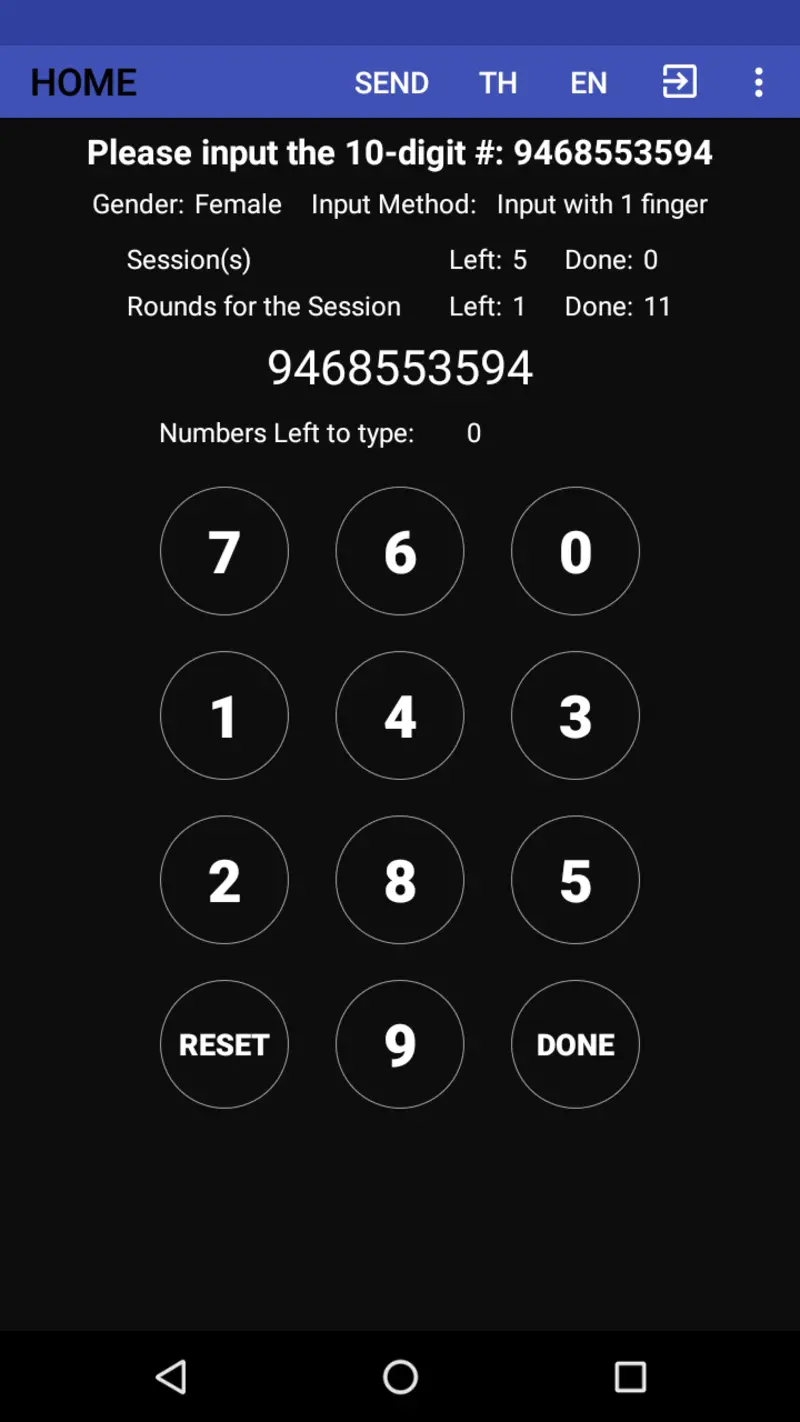 HOME SEND TH EN
Please input the 10-digit #: 9468553594
Gender: Female Input Method: Input with 1 finger
Session(s) Left: 5 Done: 0
Rounds for the Session Left: 1 Done: 11
9468553594
Numbers Left to type: 0
7 6 0
1 4 3
2 8 5
RESET 9 DONE